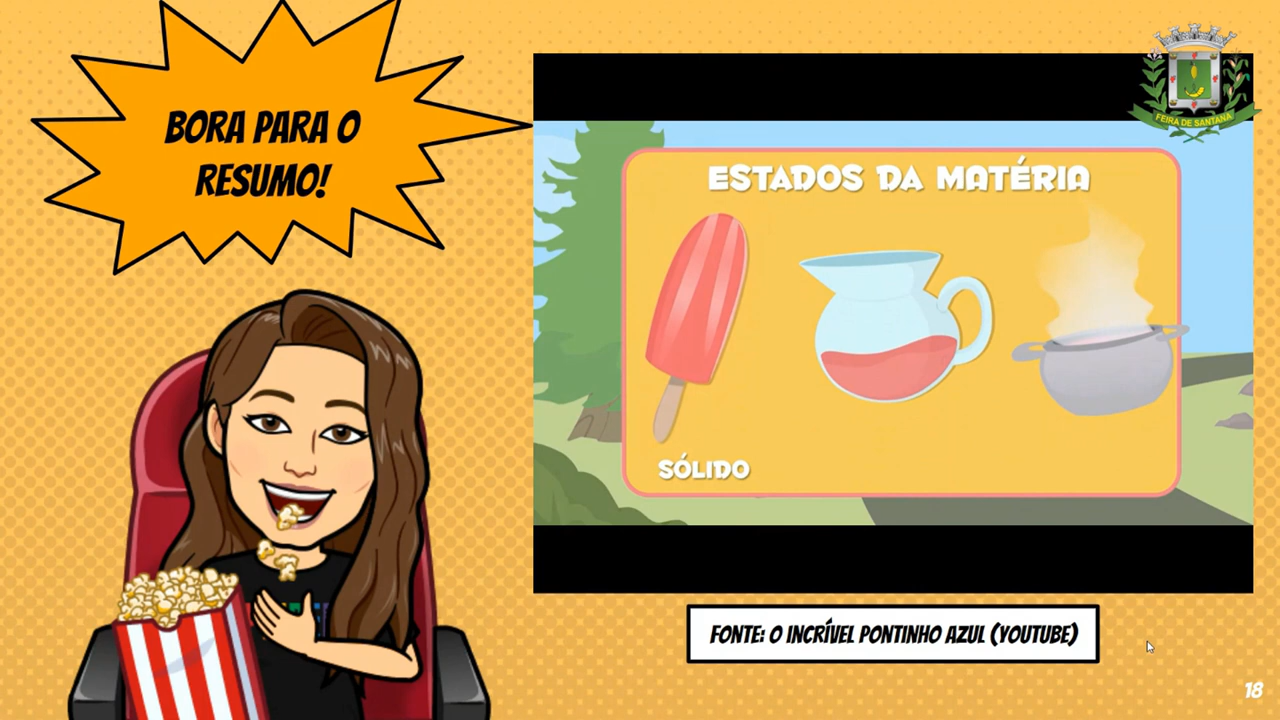 BORA PARA O
RESUMO!
FEIRA DE SANTANA
ESTADOS DA MATÉRIA
SÓLIDO
FONTE: O INCRÍVEL PONTINHO AZUL (YOUTUBE)
18